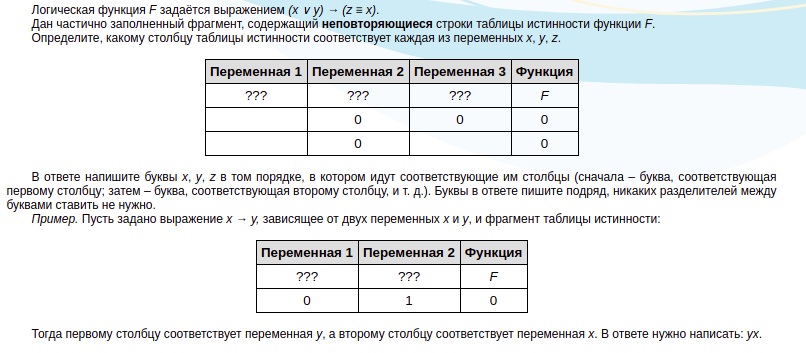 Логическая функция F задаётся выражением (x ∨ y) → (z ≡ x).
Дан частично заполненный фрагмент, содержащий неповторяющиеся строки таблицы истинности функции F.
Определите, какому столбцу таблицы истинности соответствует каждая из переменных x, y, z.
Переменная 1 Переменная 2 Переменная 3 Функция
??? ??? ??? F
0 0 0
0 0
В ответе напишите буквы x, y, z в том порядке, в котором идут соответствующие им столбцы (сначала – буква, соответствующая
первому столбцу; затем – буква, соответствующая второму столбцу, и т. д.). Буквы в ответе пишите подряд, никаких разделителей между
буквами ставить не нужно.
Пример. Пусть задано выражение x → y, зависящее от двух переменных x и y, и фрагмент таблицы истинности:
Переменная 1 Переменная 2 Функция
??? ??? F
0 1 0
Тогда первому столбцу соответствует переменная y, а второму столбцу соответствует переменная x. В ответе нужно написать: yx.